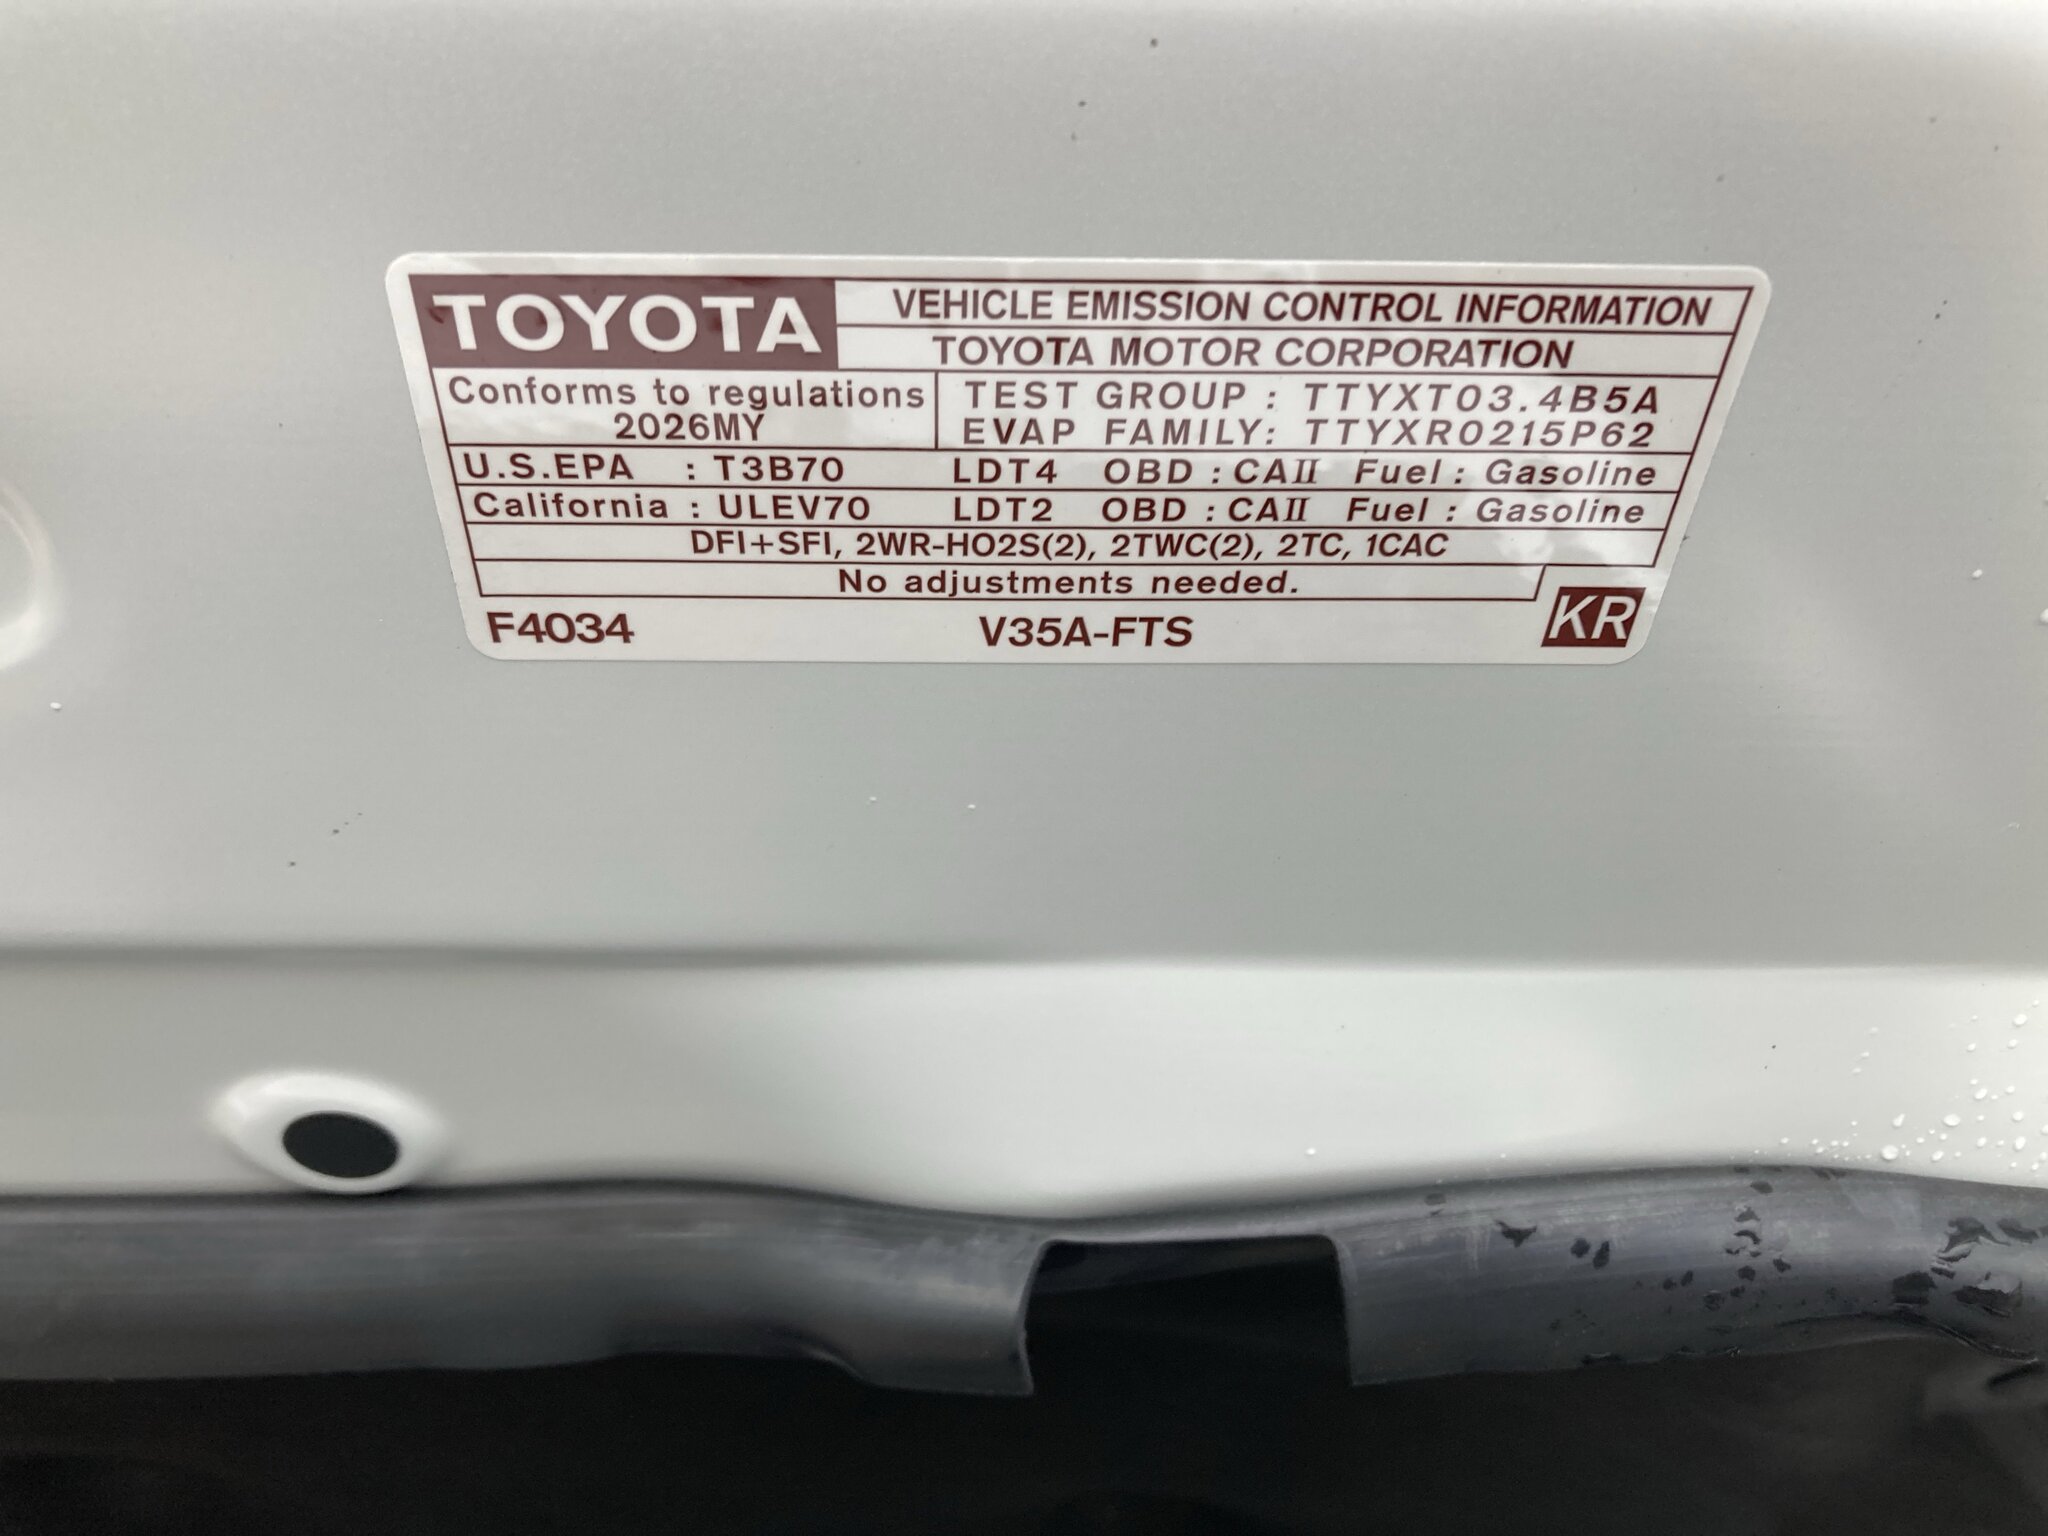 TOYOTA
VEHICLE EMISSION CONTROL INFORMATION
TOYOTA MOTOR CORPORATION
Conforms to regulations
2026MY
TEST GROUP : TTYXT03.4B5A
EVAP FAMILY: TTYXR0215P62
U.S.EPA : T3B70 LDT4 OBD : CAII Fuel : Gasoline
California : ULEV70 LDT2 OBD : CAII Fuel : Gasoline
DFI+SFI, 2WR-HO2S(2), 2TWC(2), 2TC, 1CAC
No adjustments needed.
F4034 V35A-FTS KR